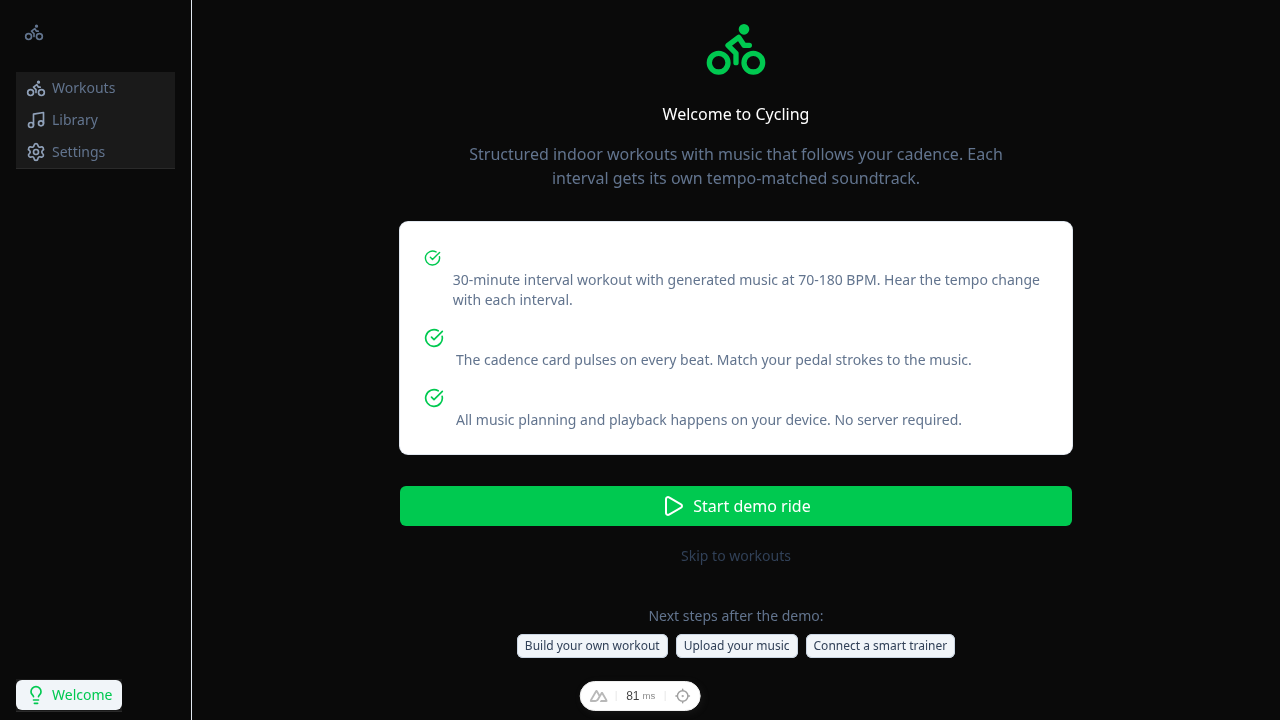 Workouts
Library
Settings
Welcome
Welcome to Cycling
Structured indoor workouts with music that follows your cadence. Each
interval gets its own tempo-matched soundtrack.
30-minute interval workout with generated music at 70-180 BPM. Hear the tempo change
with each interval.
The cadence card pulses on every beat. Match your pedal strokes to the music.
All music planning and playback happens on your device. No server required.
Start demo ride
Skip to workouts
Next steps after the demo:
Build your own workout Upload your music Connect a smart trainer
81 ms